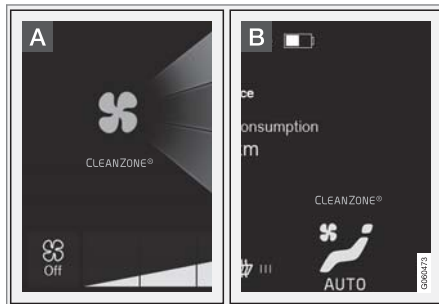 A
CLEANZONE®
Off
B
ce
onsumption
m
CLEANZONE®
AUTO
G060473